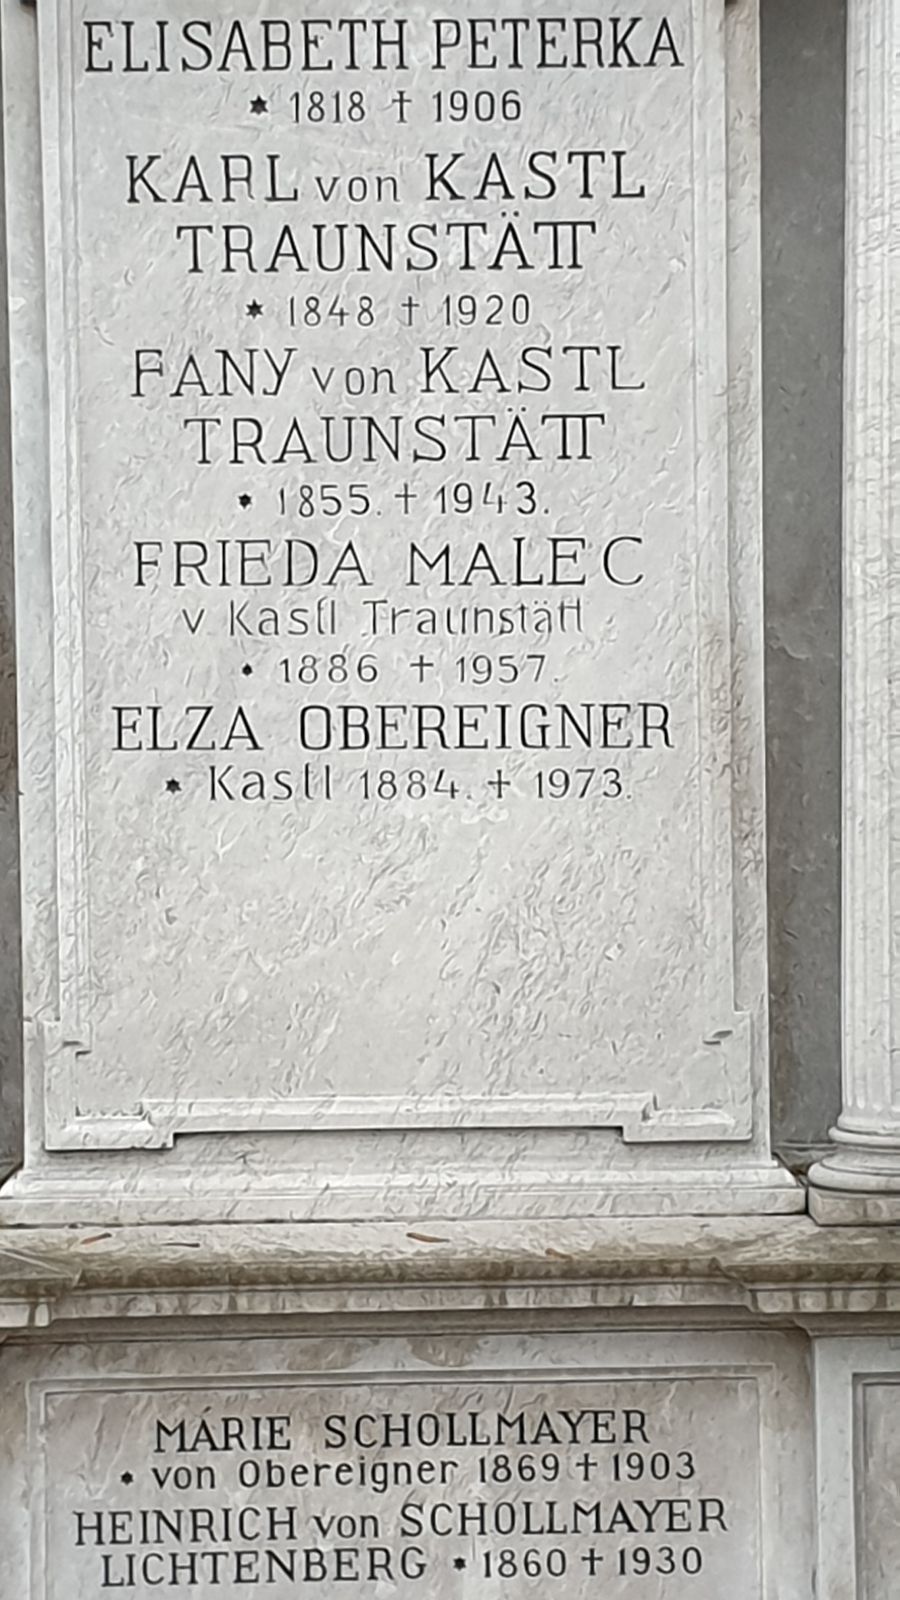 ELISABETH PETERKA
* 1818 † 1906
KARL von KASTL
TRAUNSTÄTT
* 1848 † 1920
FANY von KASTL
TRAUNSTÄTT
* 1855. † 1943.
FRIEDA MALEC
v Kastl Traunstätt
* 1886 † 1957.
ELZA OBEREIGNER
* Kastl 1884. † 1973.
MARIE SCHOLLMAYER
* von Obereigner 1869 † 1903
HEINRICH von SCHOLLMAYER
LICHTENBERG * 1860 † 1930